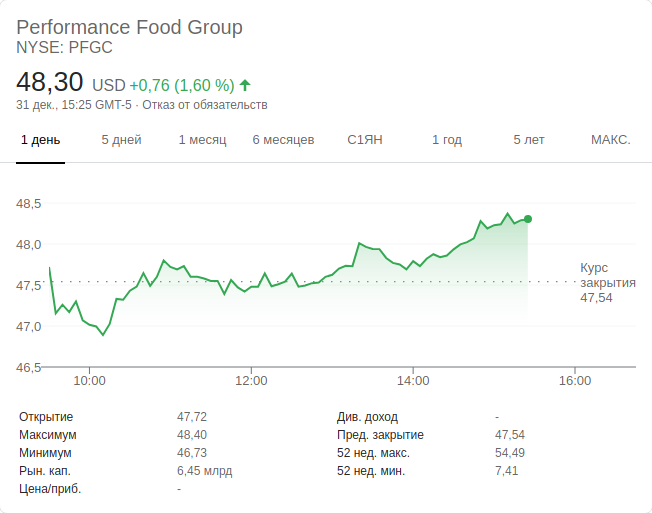 Performance Food Group
NYSE: PFGC
48,30 USD +0,76 (1,60 %)
31 дек., 15:25 GMT-5 · Отказ от обязательств
1 день 5 дней 1 месяц 6 месяцев С1ЯН 1 год 5 лет МАКС.
48,5
48,0
47,5
47,0
46,5
Курс
закрытия
47,54
10:00 12:00 14:00 16:00
Открытие 47,72 Див. доход -
Максимум 48,40 Пред. закрытие 47,54
Минимум 46,73 52 нед. макс. 54,49
Рын. кап. 6,45 млрд 52 нед. мин. 7,41
Цена/приб. -